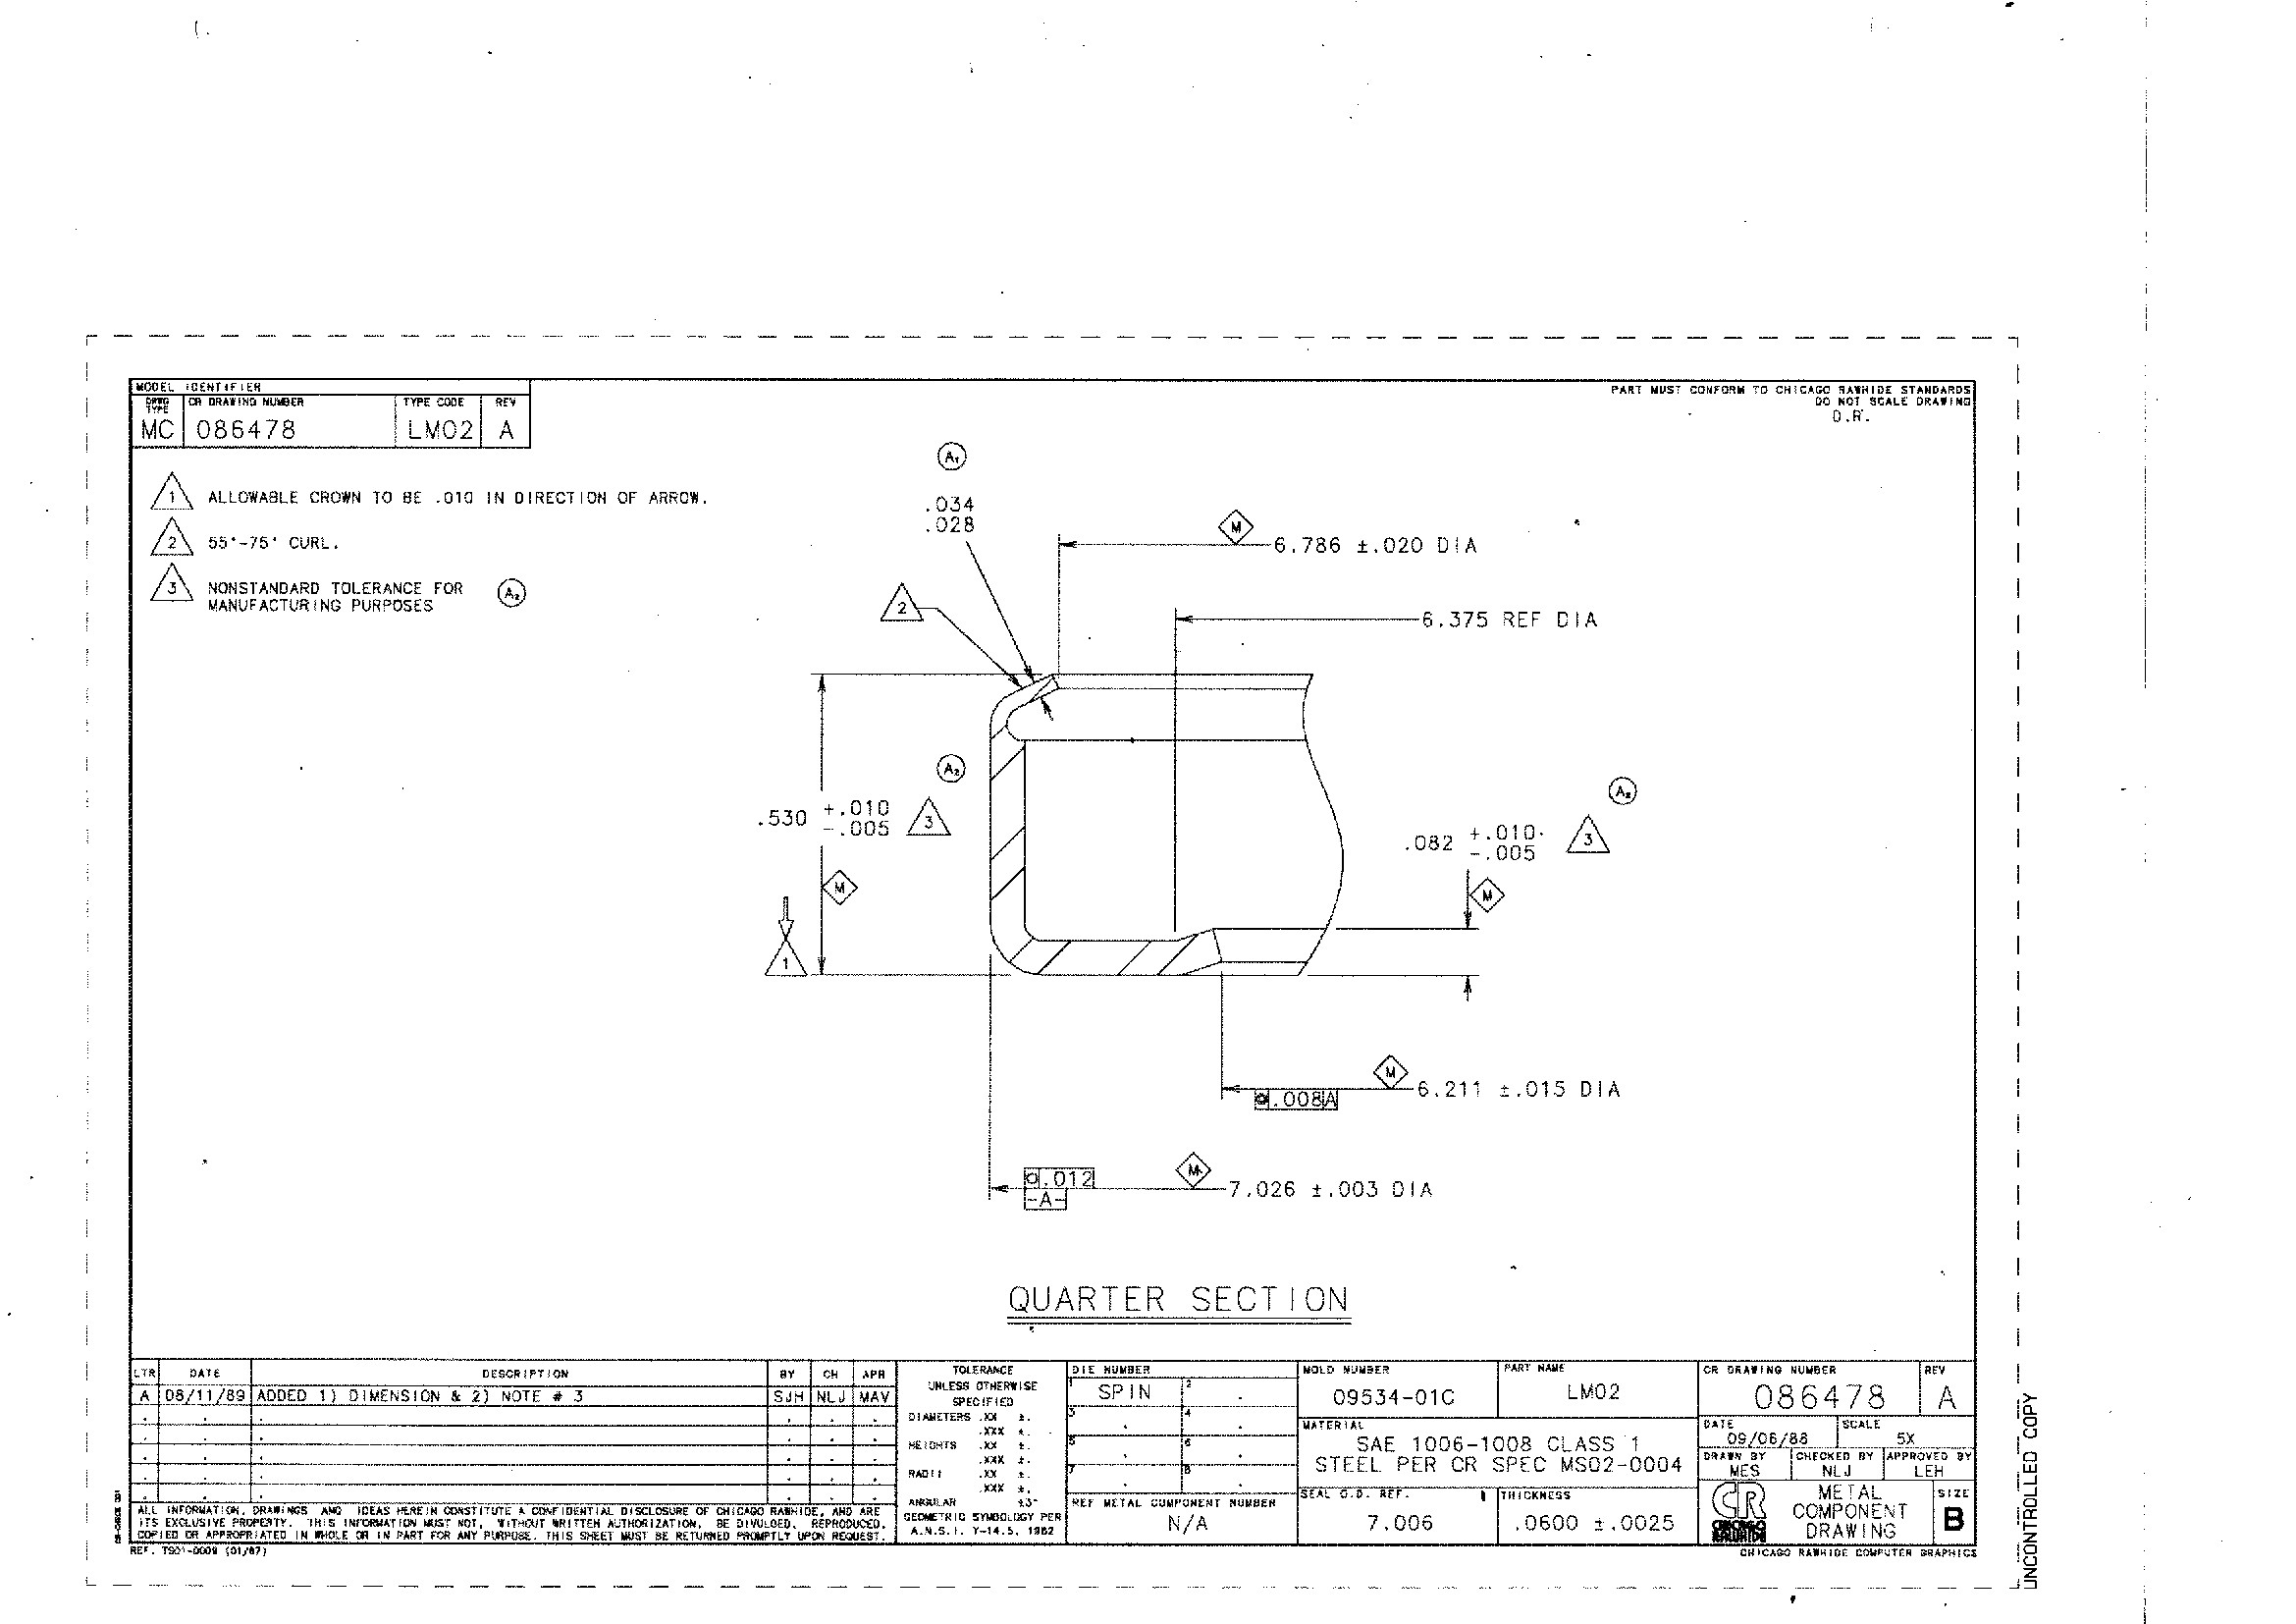 MODEL IDENTIFIER
DRWG TYPE CR DRAWING NUMBER TYPE CODE REV
MC 086478 LM02 A
PART MUST CONFORM TO CHICAGO RAWHIDE STANDARDS
DO NOT SCALE DRAWING
O.R.
1 ALLOWABLE CROWN TO BE .010 IN DIRECTION OF ARROW.
2 55°-75° CURL.
3 NONSTANDARD TOLERANCE FOR
MANUFACTURING PURPOSES
A2
A1
.034
.028
M
6.786 ±.020 DIA
2
6.375 REF DIA
A2
.530 +.010 -.005 3
M
1
A2
.082 +.010 -.005 3
M
M
6.211 ±.015 DIA
.008 A
.012
-A-
M
7.026 ±.003 DIA
QUARTER SECTION
LTR DATE DESCRIPTION BY CH APR
A 08/11/89 ADDED 1) DIMENSION & 2) NOTE # 3 SJH NLJ MAV
ALL INFORMATION, DRAWINGS AND IDEAS HEREIN CONSTITUTE A CONFIDENTIAL DISCLOSURE OF CHICAGO RAWHIDE, AND ARE
ITS EXCLUSIVE PROPERTY. THIS INFORMATION MUST NOT, WITHOUT WRITTEN AUTHORIZATION, BE DIVULGED, REPRODUCED,
COPIED OR APPROPRIATED IN WHOLE OR IN PART FOR ANY PURPOSE. THIS SHEET MUST BE RETURNED PROMPTLY UPON REQUEST.
REF. TS01-0009 (01/87)
TOLERANCE
UNLESS OTHERWISE
SPECIFIED
DIAMETERS .XX ±.
.XXX ±.
HEIGHTS .XX ±.
.XXX ±.
RADII .XX ±.
.XXX ±.
ANGULAR ±3°
GEOMETRIC SYMBOLOGY PER
A.N.S.I. Y-14.5, 1982
DIE NUMBER
1 SPIN 2
3 4
5 6
7 8
REF METAL COMPONENT NUMBER
N/A
MOLD NUMBER
09534-01C
PART NAME
LM02
MATERIAL
SAE 1006-1008 CLASS 1
STEEL PER CR SPEC MS02-0004
SEAL O.D. REF.
7.006
THICKNESS
.0600 ±.0025
CR DRAWING NUMBER
086478
REV
A
DATE
09/06/88
SCALE
5X
DRAWN BY
MES
CHECKED BY
NLJ
APPROVED BY
LEH
CR
CHICAGO
RAWHIDE
METAL
COMPONENT
DRAWING
SIZE
B
CHICAGO RAWHIDE COMPUTER GRAPHICS
UNCONTROLLED COPY